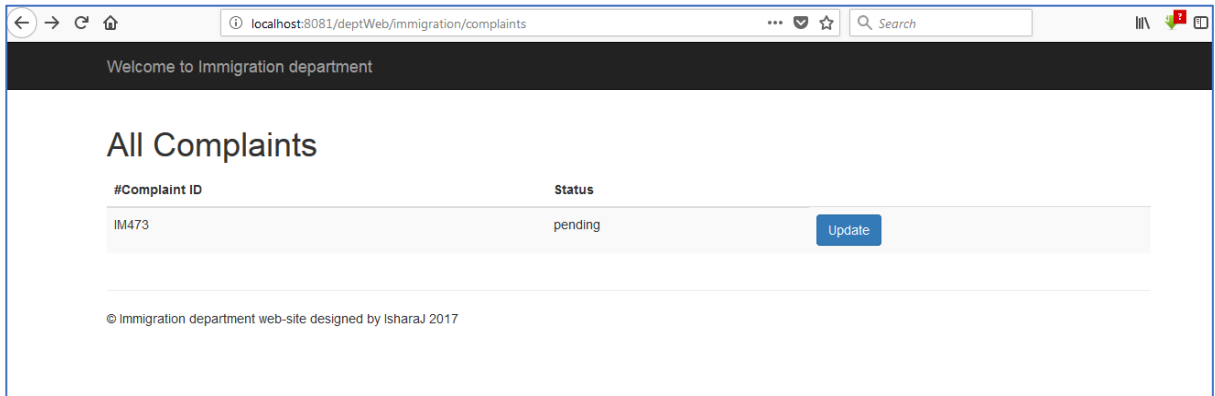 localhost:8081/deptWeb/immigration/complaints
Search
?
Welcome to Immigration department
All Complaints
#Complaint ID Status
IM473 pending Update
© Immigration department web-site designed by IsharaJ 2017